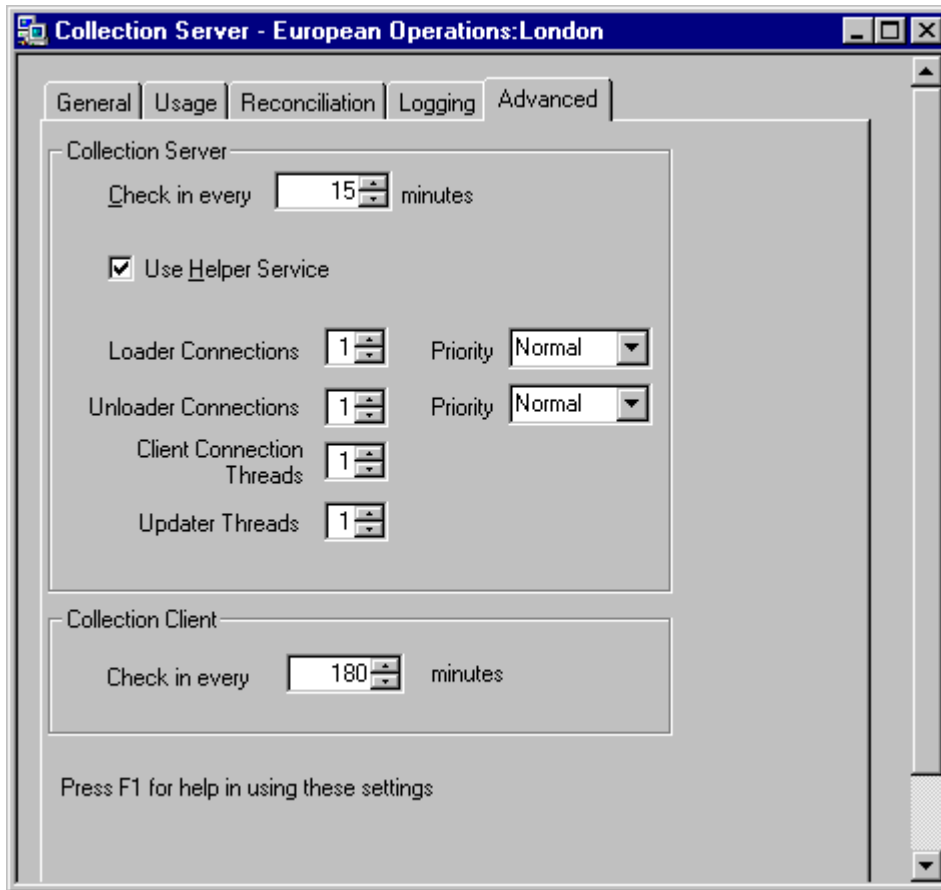 Collection Server - European Operations:London
General Usage Reconciliation Logging Advanced
Collection Server
Check in every 15 minutes
Use Helper Service
Loader Connections 1 Priority Normal
Unloader Connections 1 Priority Normal
Client Connection
Threads 1
Updater Threads 1
Collection Client
Check in every 180 minutes
Press F1 for help in using these settings